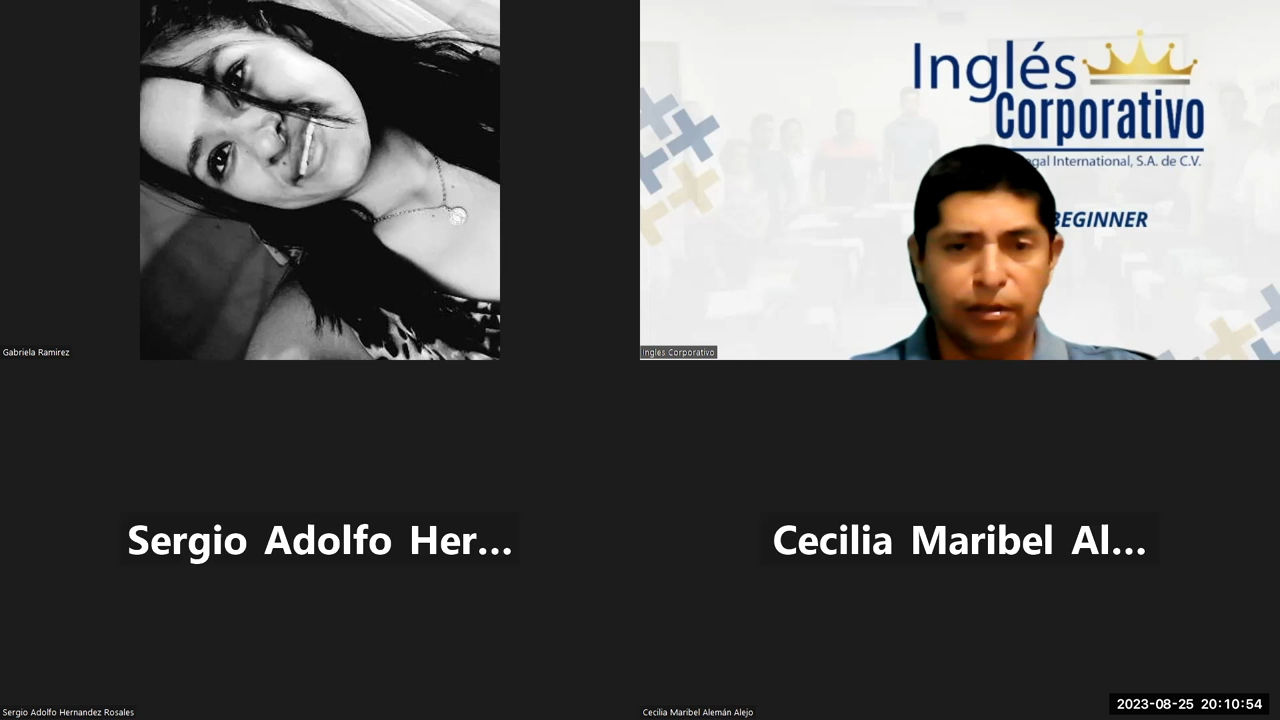 Inglés
Corporativo
gal International, S.A. de C.V.
BEGINNER
Gabriela Ramirez
Ingles Corporativo
Sergio Adolfo Her...
Cecilia Maribel Al...
Sergio Adolfo Hernandez Rosales
Cecilia Maribel Alemán Alejo
2023-08-25 20:10:54